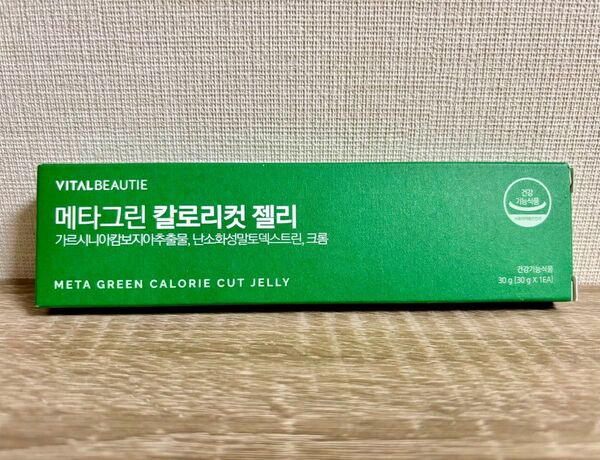 VITALBEAUTIE
메타그린 칼로리컷 젤리
가르시니아캄보지아추출물, 난소화성말토덱스트린, 크롬
META GREEN CALORIE CUT JELLY
건강
기능식품
건강기능식품
30 g [30 g X 1EA]